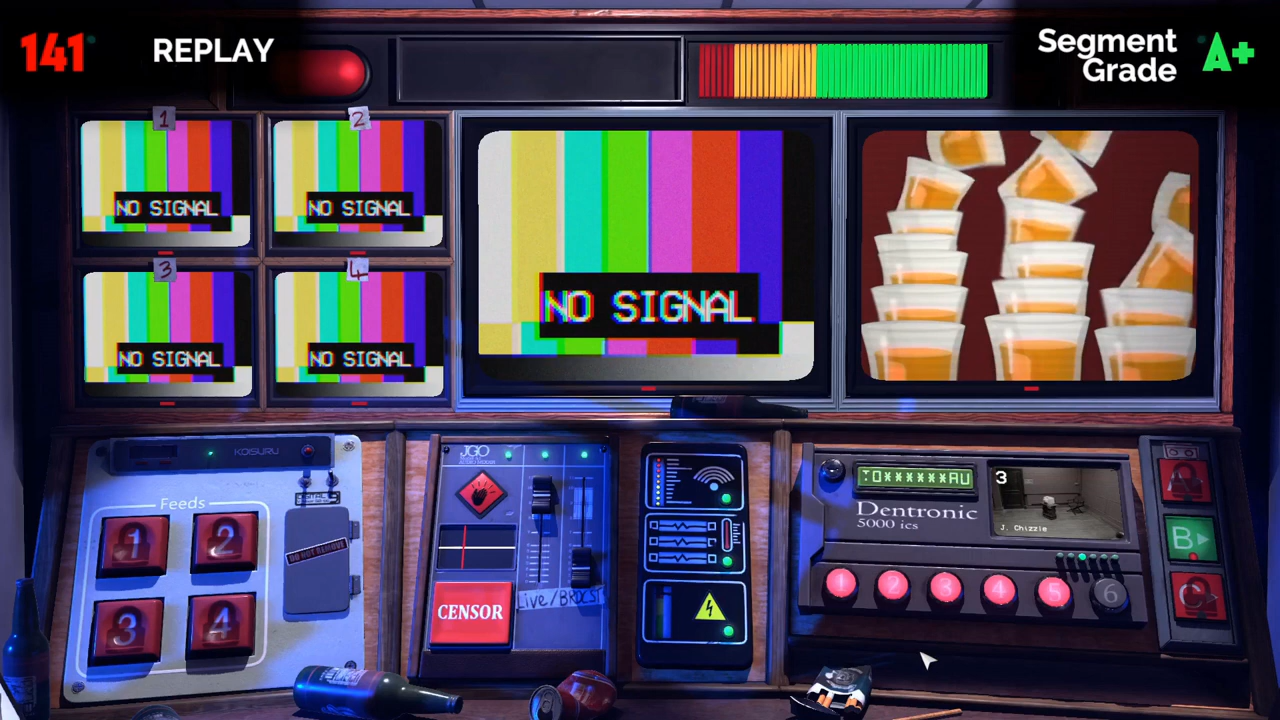 141
REPLAY
Segment
Grade
A+
1
2
NO SIGNAL
NO SIGNAL
NO SIGNAL
3
4
NO SIGNAL
NO SIGNAL
KOSURU
Feeds
1
2
3
4
DO NOT REMOVE
JGO
CENSOR
Live/BRDCST
Dentronic
5000 ics
3
J. Chizzle
1
2
3
4
5
6
A
B
C